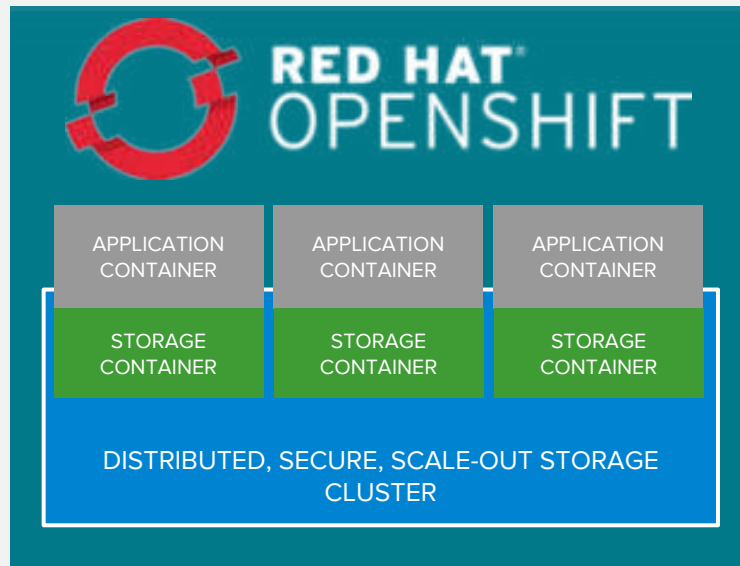 RED HAT®
OPENSHIFT
APPLICATION
CONTAINER
APPLICATION
CONTAINER
APPLICATION
CONTAINER
STORAGE
CONTAINER
STORAGE
CONTAINER
STORAGE
CONTAINER
DISTRIBUTED, SECURE, SCALE-OUT STORAGE
CLUSTER